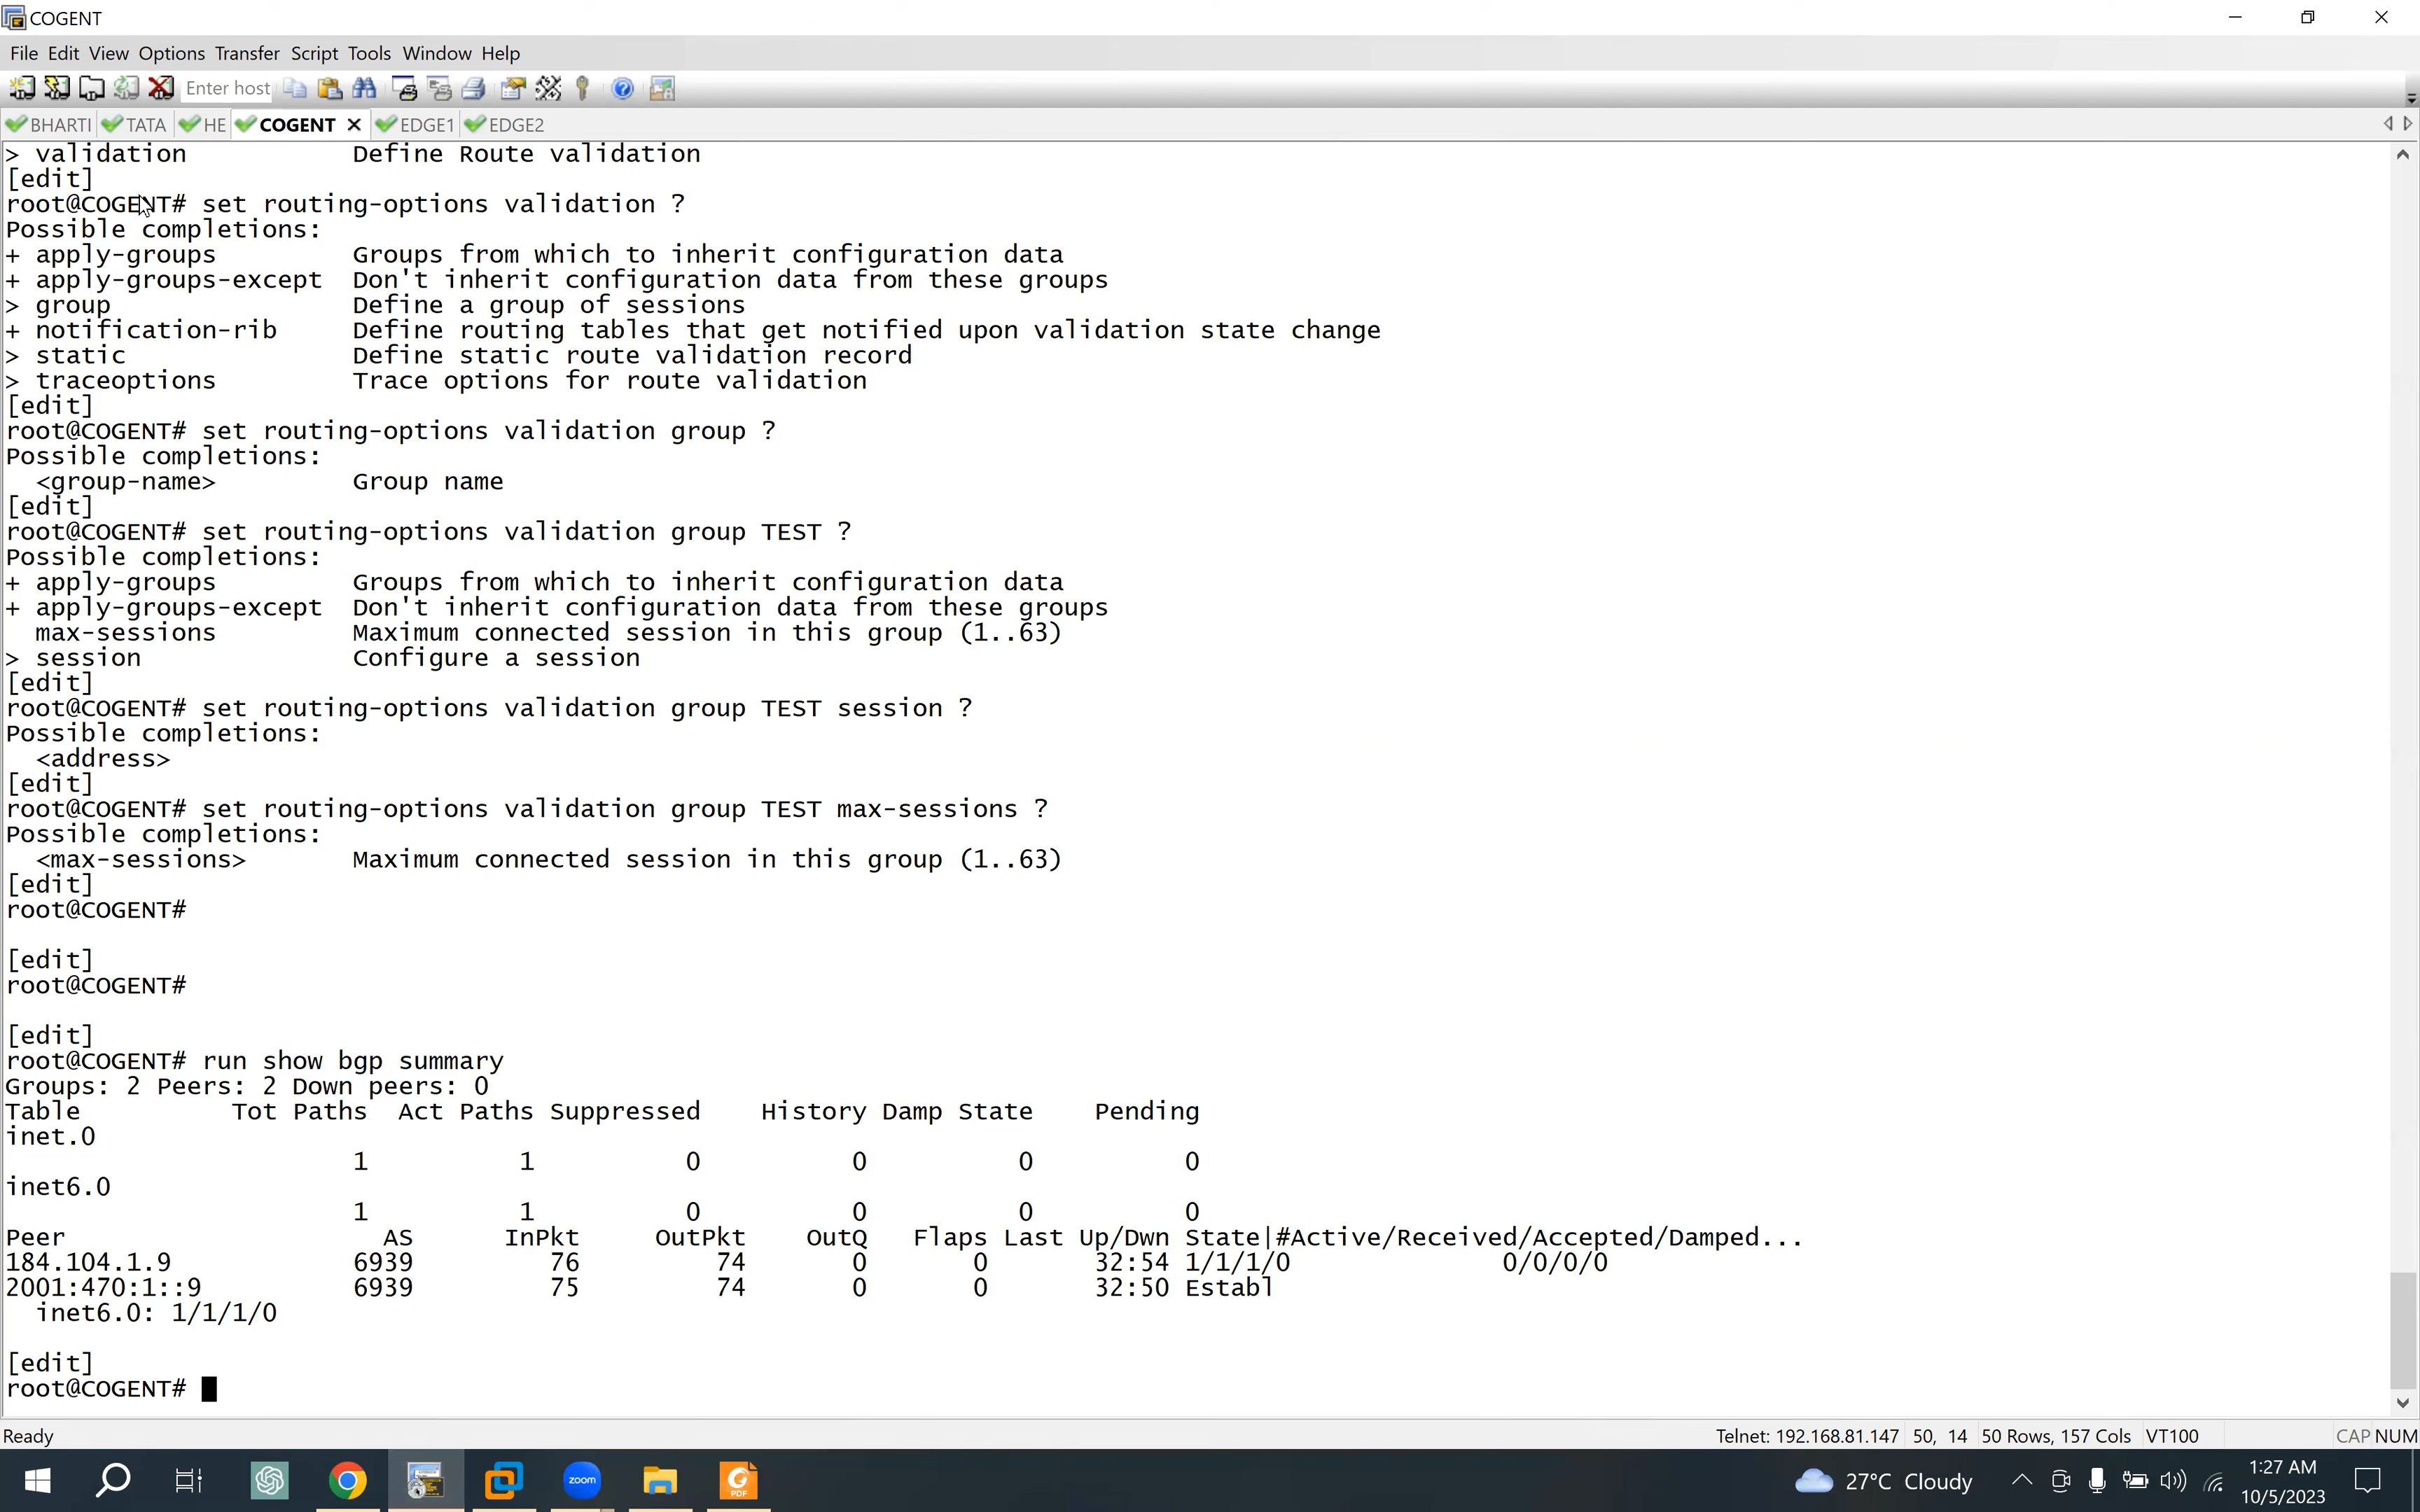 COGENT
File Edit View Options Transfer Script Tools Window Help
Enter host
BHARTI TATA HE COGENT EDGE1 EDGE2
> validation Define Route validation
[edit]
root@COGENT# set routing-options validation ?
Possible completions:
+ apply-groups Groups from which to inherit configuration data
+ apply-groups-except Don't inherit configuration data from these groups
> group Define a group of sessions
+ notification-rib Define routing tables that get notified upon validation state change
> static Define static route validation record
> traceoptions Trace options for route validation
[edit]
root@COGENT# set routing-options validation group ?
Possible completions:
<group-name> Group name
[edit]
root@COGENT# set routing-options validation group TEST ?
Possible completions:
+ apply-groups Groups from which to inherit configuration data
+ apply-groups-except Don't inherit configuration data from these groups
max-sessions Maximum connected session in this group (1..63)
> session Configure a session
[edit]
root@COGENT# set routing-options validation group TEST session ?
Possible completions:
<address>
[edit]
root@COGENT# set routing-options validation group TEST max-sessions ?
Possible completions:
<max-sessions> Maximum connected session in this group (1..63)
[edit]
root@COGENT#
[edit]
root@COGENT#
[edit]
root@COGENT# run show bgp summary
Groups: 2 Peers: 2 Down peers: 0
Table Tot Paths Act Paths Suppressed History Damp State Pending
inet.0
1 1 0 0 0 0
inet6.0
1 1 0 0 0 0
Peer AS InPkt OutPkt OutQ Flaps Last Up/Dwn State|#Active/Received/Accepted/Damped...
184.104.1.9 6939 76 74 0 0 32:54 1/1/1/0 0/0/0/0
2001:470:1::9 6939 75 74 0 0 32:50 Establ
inet6.0: 1/1/1/0
[edit]
root@COGENT#
Ready Telnet: 192.168.81.147 50, 14 50 Rows, 157 Cols VT100 CAP NUM
zoom
PDF
27°C Cloudy
1:27 AM
10/5/2023